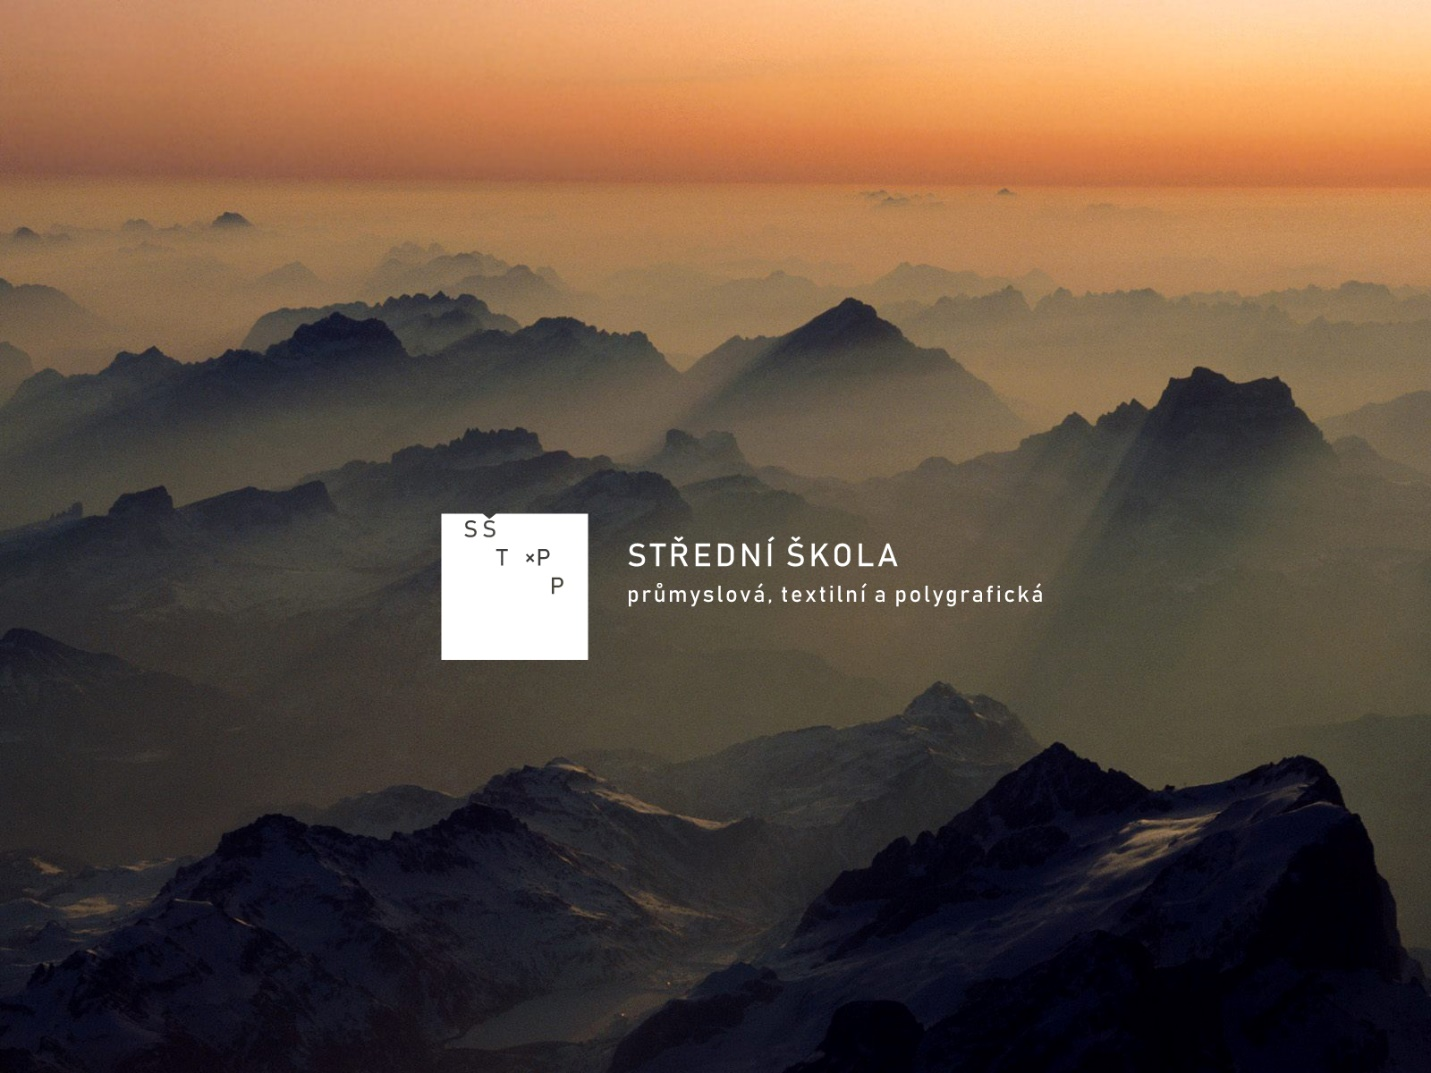 SŠ
T ×P
P
STŘEDNÍ ŠKOLA
průmyslová, textilní a polygrafická